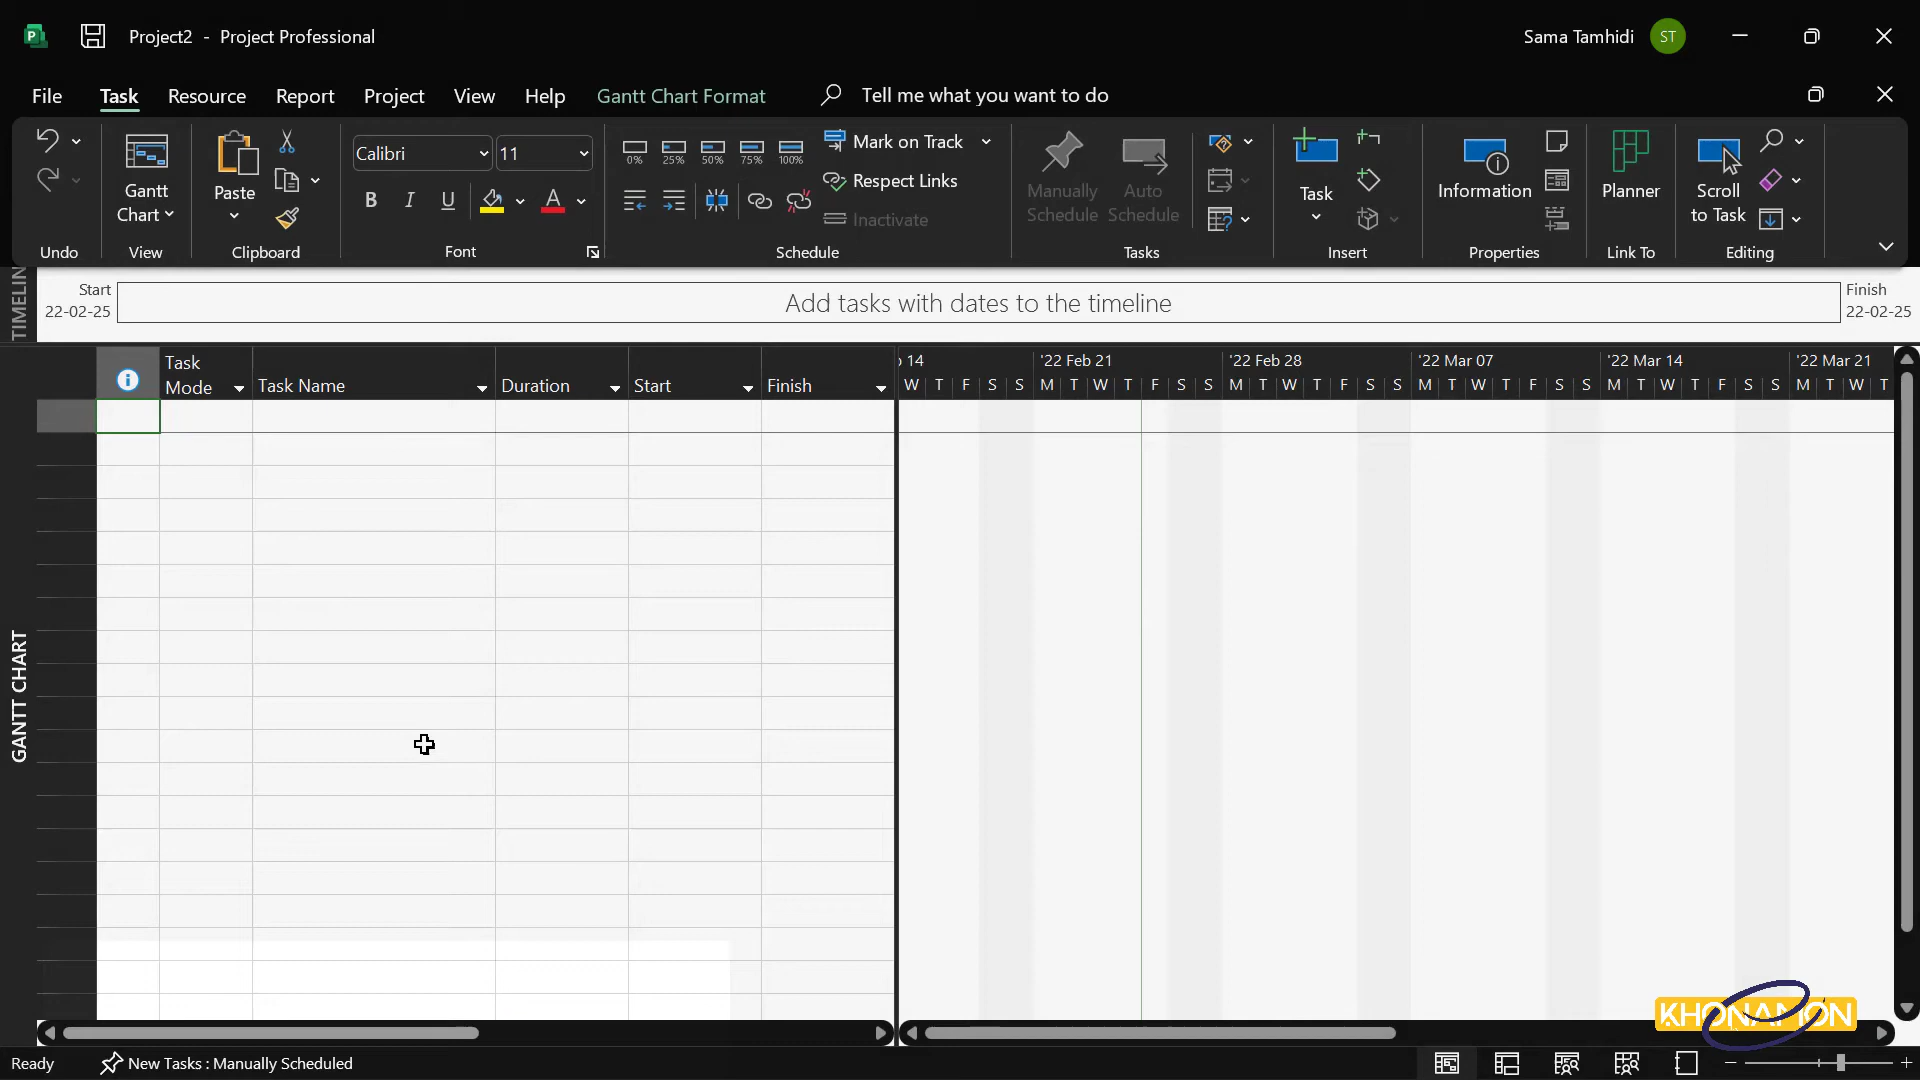 Project2 - Project Professional
Sama Tamhidi ST
File Task Resource Report Project View Help Gantt Chart Format Tell me what you want to do
Gantt
Chart
Paste
Calibri 11
B I U A
0% 25% 50% 75% 100%
Mark on Track
Respect Links
Inactivate
Manually
Schedule
Auto
Schedule
Task
Information
Planner
Scroll
to Task
Undo View Clipboard Font Schedule Tasks Insert Properties Link To Editing
TIMELIN
Start
22-02-25
Add tasks with dates to the timeline
Finish
22-02-25
Task
Mode
Task Name
Duration
Start
Finish
14 '22 Feb 21 '22 Feb 28 '22 Mar 07 '22 Mar 14 '22 Mar 21
W T F S S M T W T F S S M T W T F S S M T W T F S S M T W T F S S M T W T
GANTT CHART
KHONAMON
Ready New Tasks : Manually Scheduled